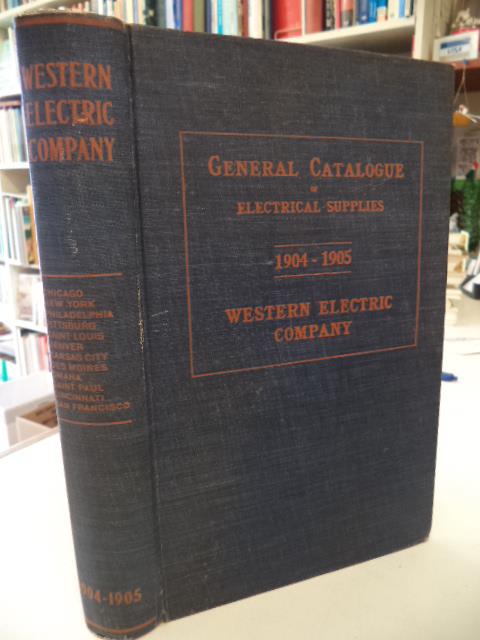 WESTERN
ELECTRIC
COMPANY
CHICAGO
NEW YORK
PHILADELPHIA
PITTSBURG
SAINT LOUIS
DENVER
KANSAS CITY
DES MOINES
OMAHA
SAINT PAUL
CINCINNATI
SAN FRANCISCO
1904-1905
GENERAL CATALOGUE
OF
ELECTRICAL SUPPLIES
1904-1905
WESTERN ELECTRIC
COMPANY
VISA